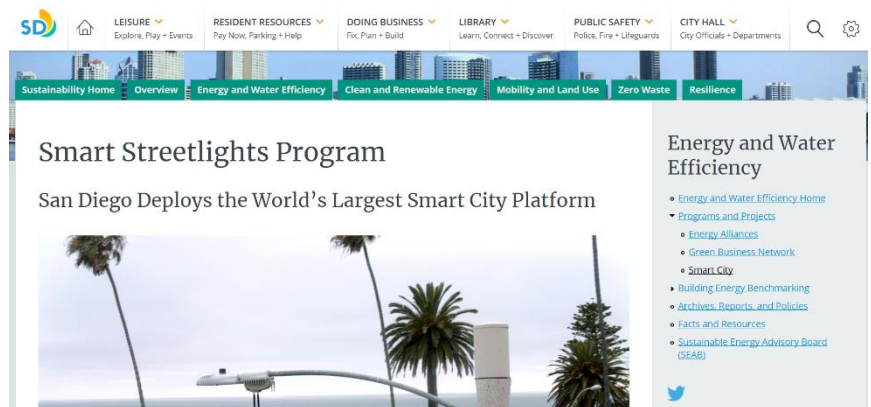 SD
LEISURE
Explore, Play + Events
RESIDENT RESOURCES
Pay Now, Parking + Help
DOING BUSINESS
Fix, Plan + Build
LIBRARY
Learn, Connect + Discover
PUBLIC SAFETY
Police, Fire + Lifeguards
CITY HALL
City Officials + Departments
Sustainability Home
Overview
Energy and Water Efficiency
Clean and Renewable Energy
Mobility and Land Use
Zero Waste
Resilience
Smart Streetlights Program
San Diego Deploys the World’s Largest Smart City Platform
Energy and Water
Efficiency
Energy and Water Efficiency Home
Programs and Projects
Energy Alliances
Green Business Network
Smart City
Building Energy Benchmarking
Archives, Reports, and Policies
Facts and Resources
Sustainable Energy Advisory Board
(SEAB)